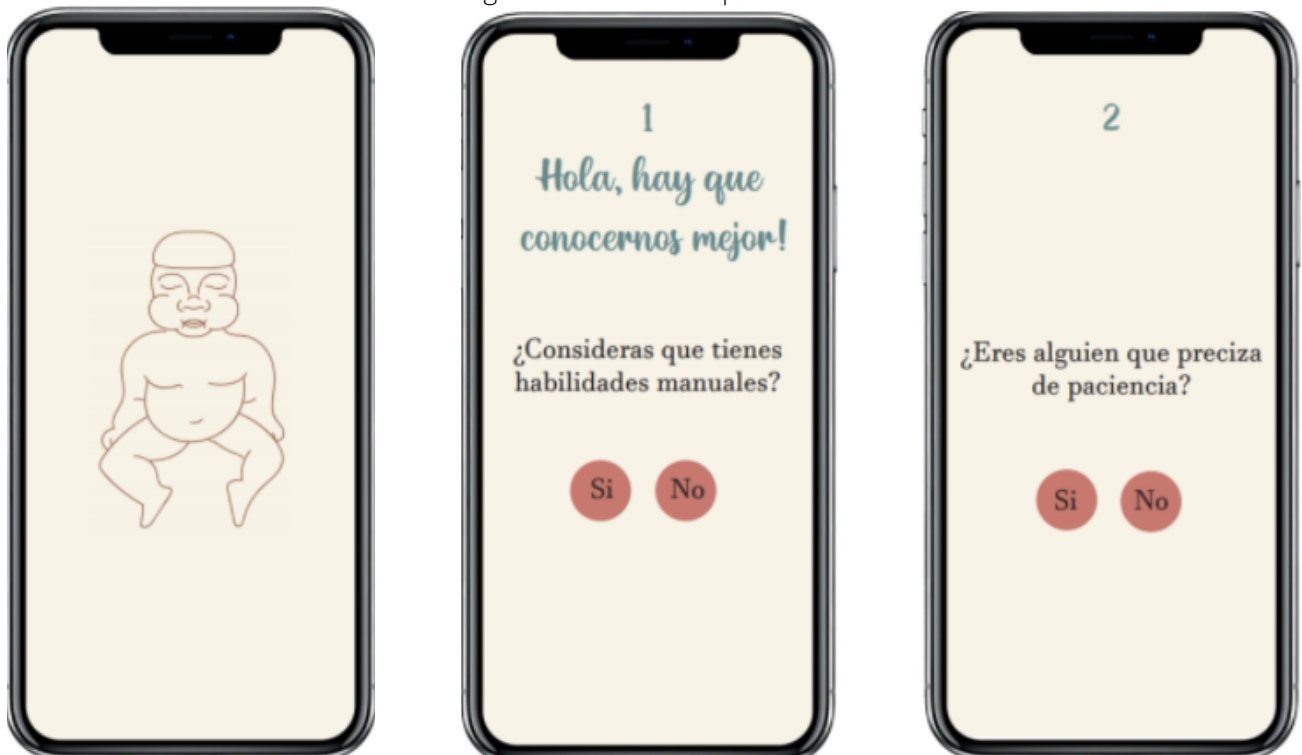 1
Hola, hay que
conocernos mejor!
¿Consideras que tienes
habilidades manuales?
Si No
2
¿Eres alguien que preciza
de paciencia?
Si No